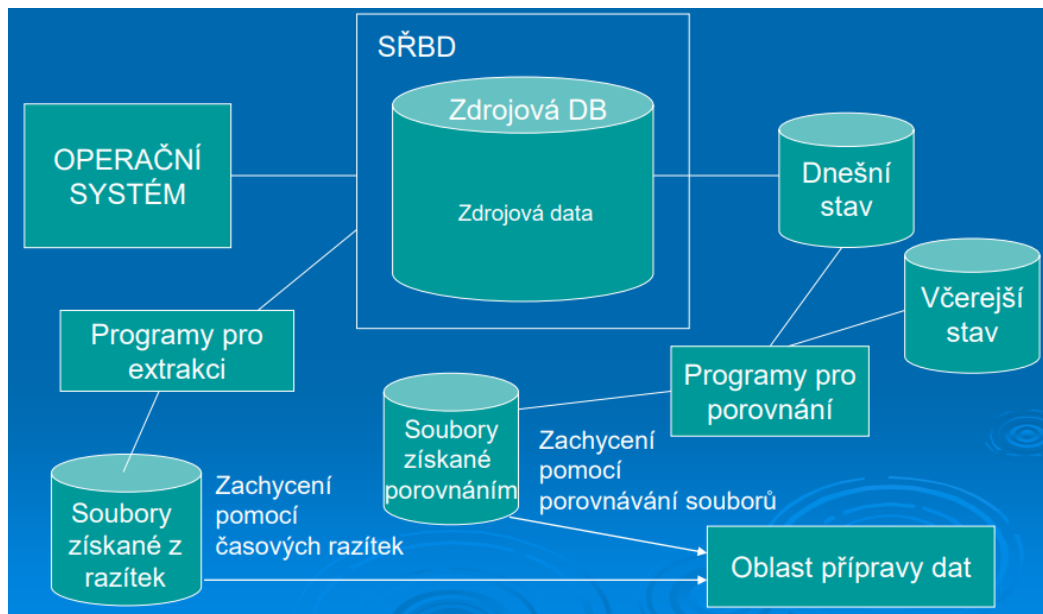 SŘBD
Zdrojová DB
Zdrojová data
OPERAČNÍ
SYSTÉM
Dnešní
stav
Včerejší
stav
Programy pro
extrakci
Programy pro
porovnání
Soubory
získané
porovnáním
Zachycení
pomocí
porovnávání souborů
Zachycení
pomocí
časových razítek
Soubory
získané z
razítek
Oblast přípravy dat